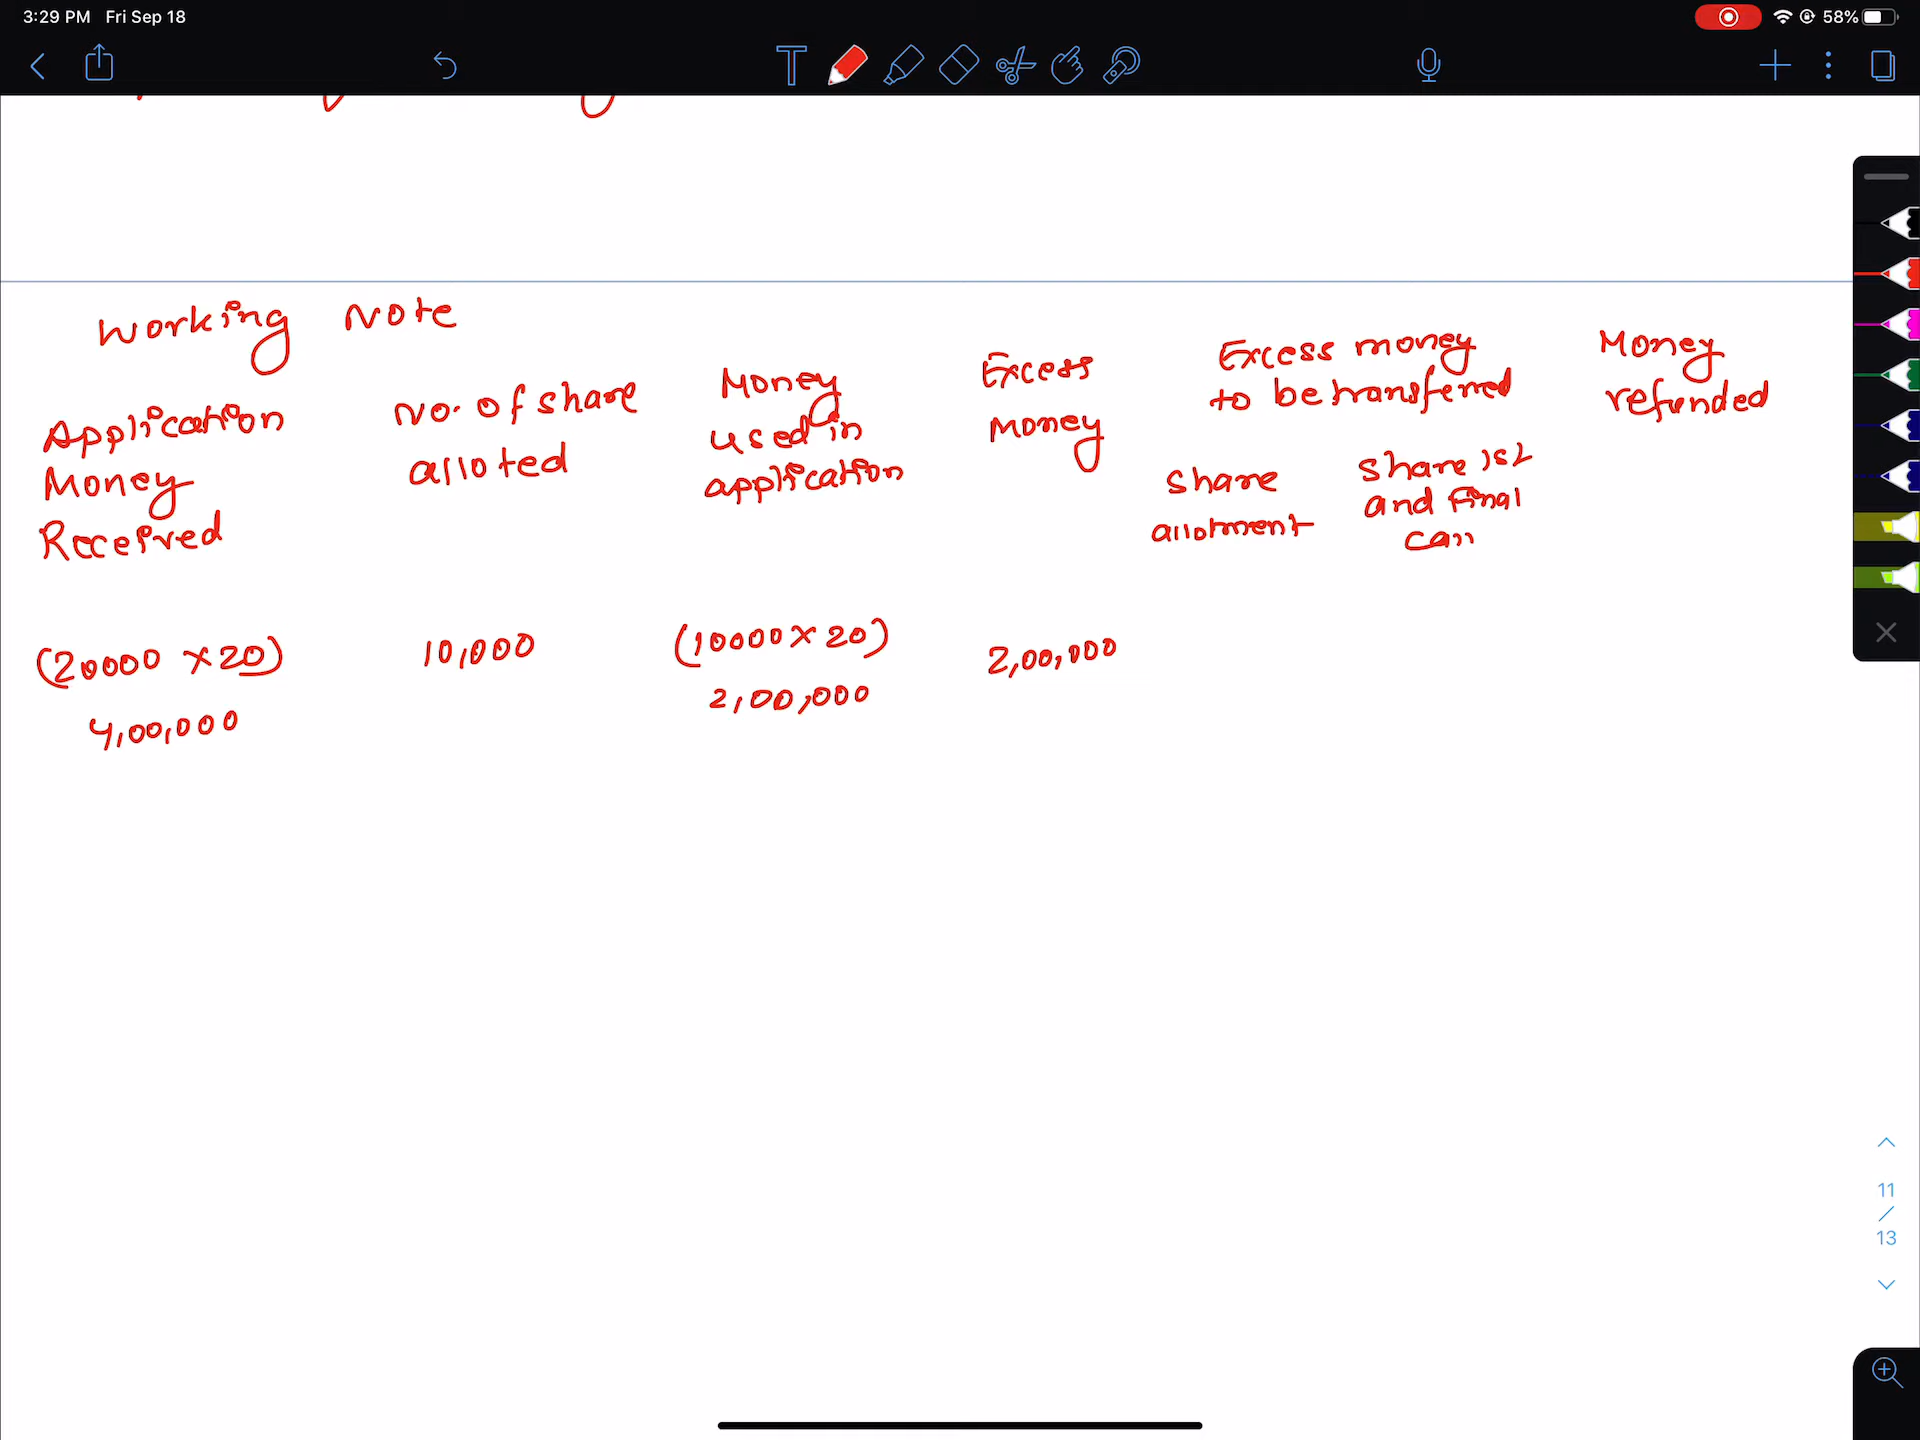 3:29 PM Fri Sep 18
58%
Working Note
Application
Money
Received
No. of share
alloted
Money
used in
application
Excess
Money
Excess money
to be transferred
Share
allotment
Share 1st
and final
call
Money
refunded
(20000 × 20)
4,00,000
10,000
(10000 × 20)
2,00,000
2,00,000
11
/
13